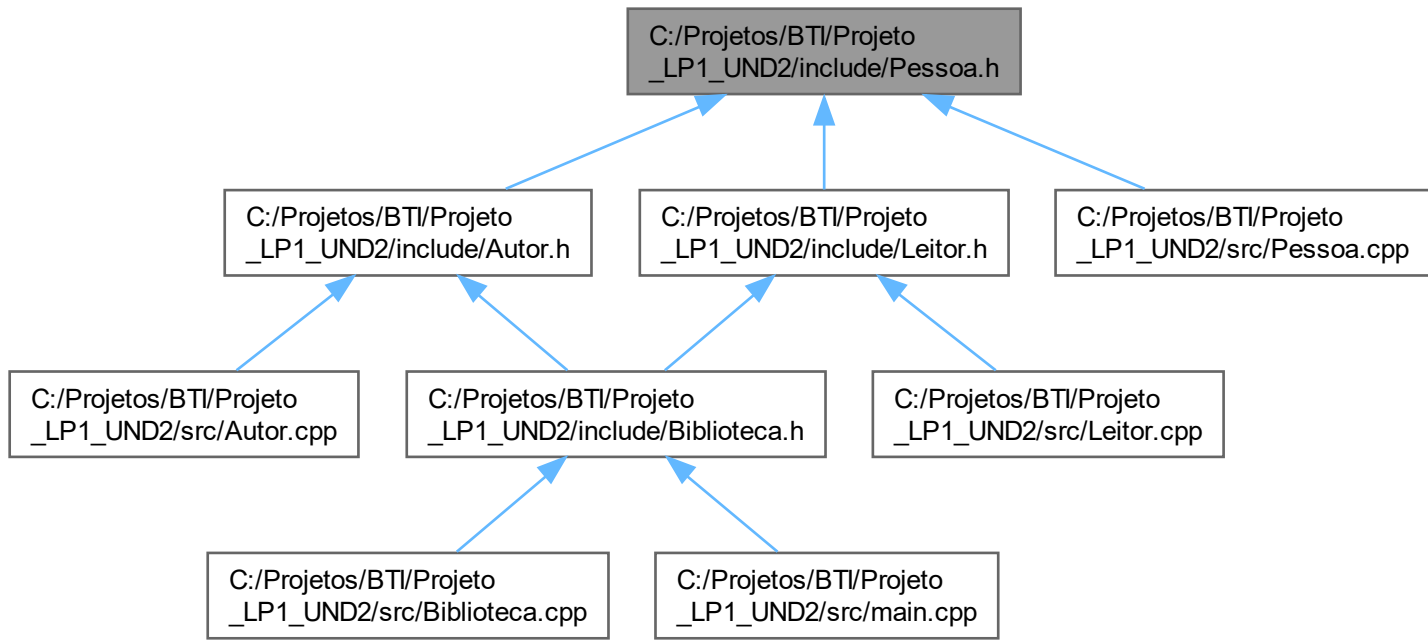 C:/Projetos/BTI/Projeto
_LP1_UND2/include/Pessoa.h
C:/Projetos/BTI/Projeto
_LP1_UND2/include/Autor.h
C:/Projetos/BTI/Projeto
_LP1_UND2/include/Leitor.h
C:/Projetos/BTI/Projeto
_LP1_UND2/src/Pessoa.cpp
C:/Projetos/BTI/Projeto
_LP1_UND2/src/Autor.cpp
C:/Projetos/BTI/Projeto
_LP1_UND2/include/Biblioteca.h
C:/Projetos/BTI/Projeto
_LP1_UND2/src/Leitor.cpp
C:/Projetos/BTI/Projeto
_LP1_UND2/src/Biblioteca.cpp
C:/Projetos/BTI/Projeto
_LP1_UND2/src/main.cpp